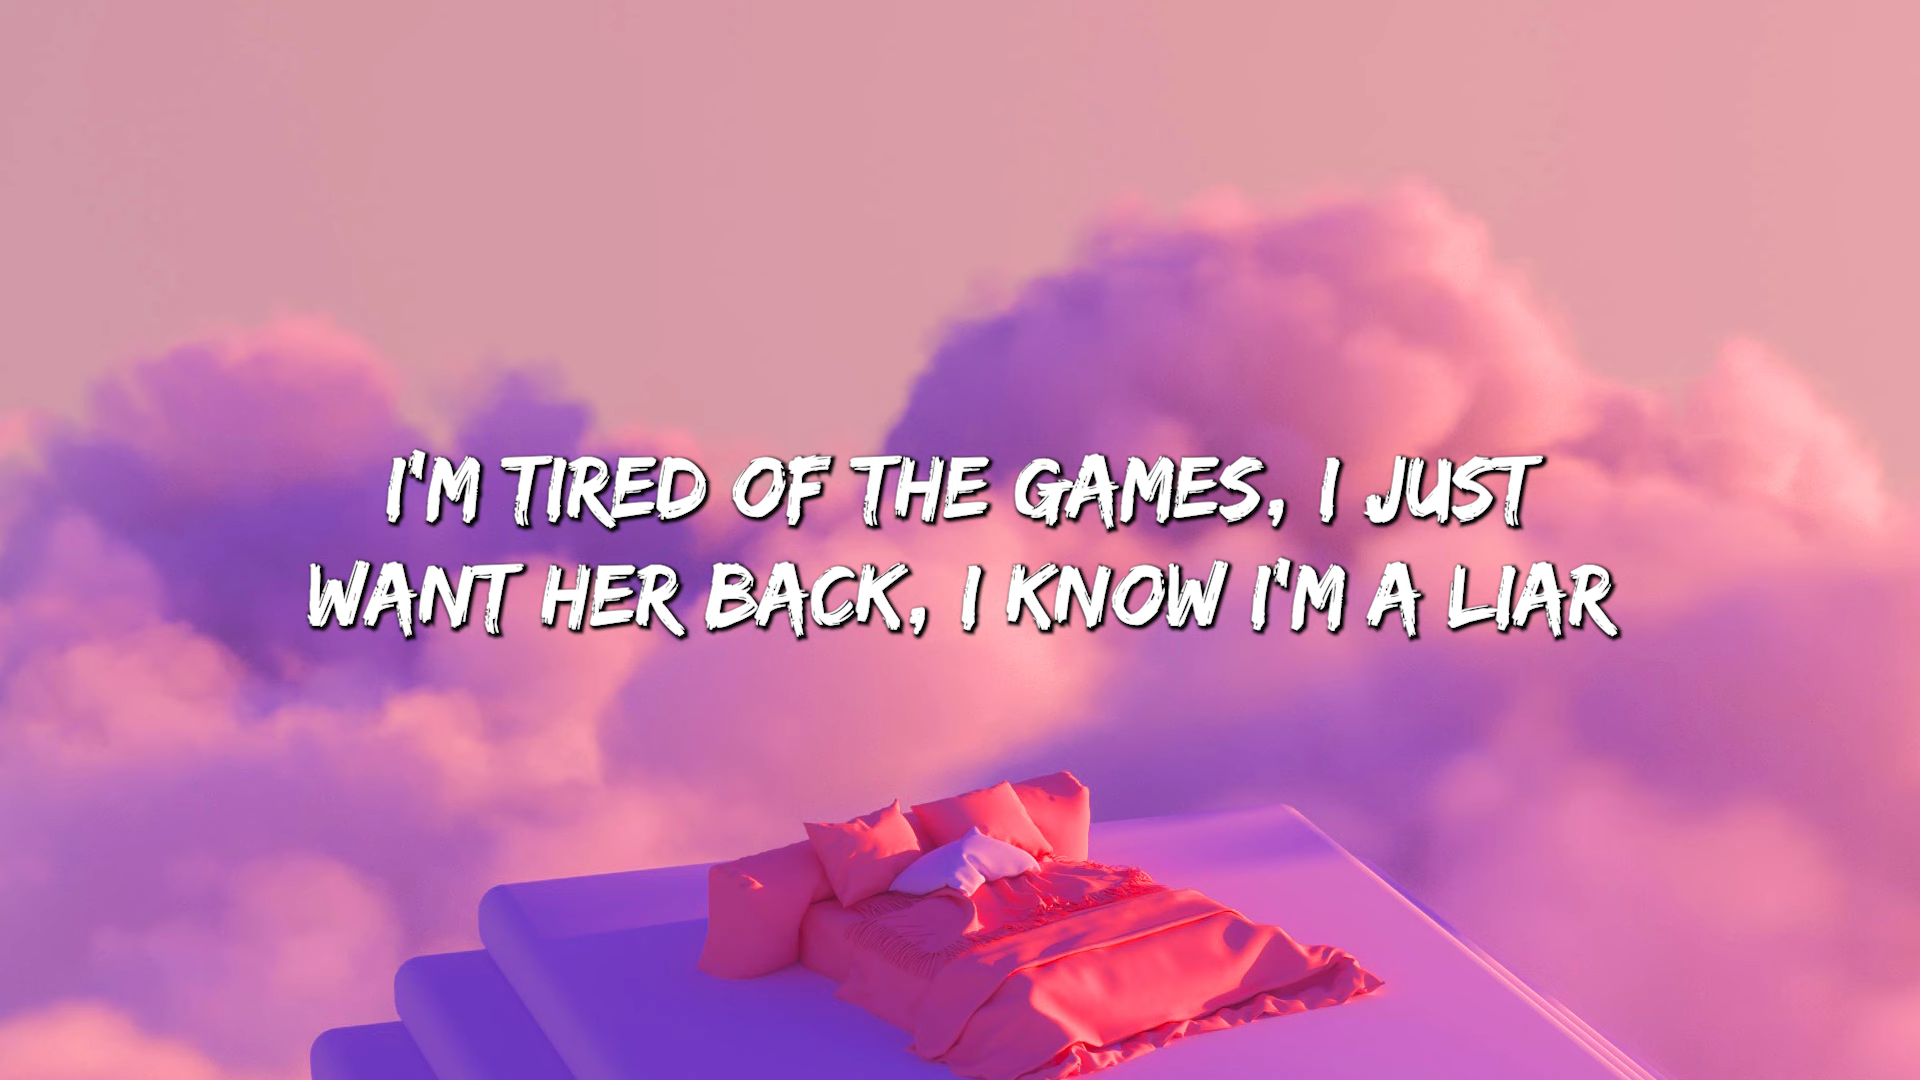 I'M TIRED OF THE GAMES, I JUST
WANT HER BACK, I KNOW I'M A LIAR